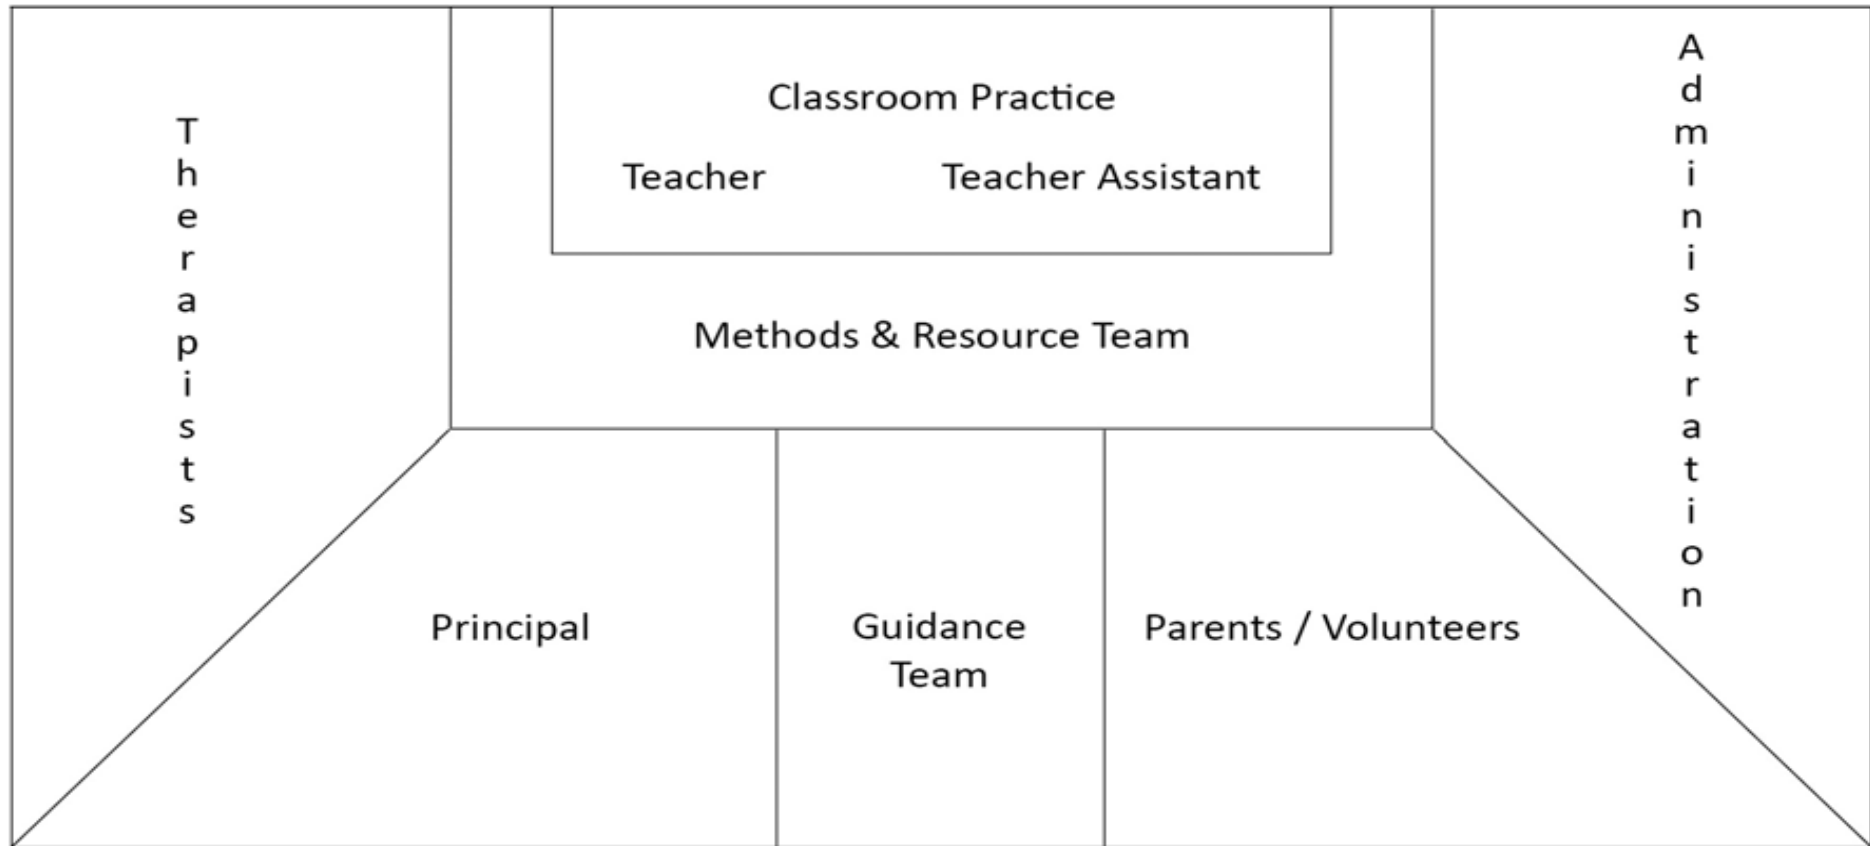 Therapists
Classroom Practice
Teacher Teacher Assistant
Methods & Resource Team
Administration
Principal
Guidance
Team
Parents / Volunteers